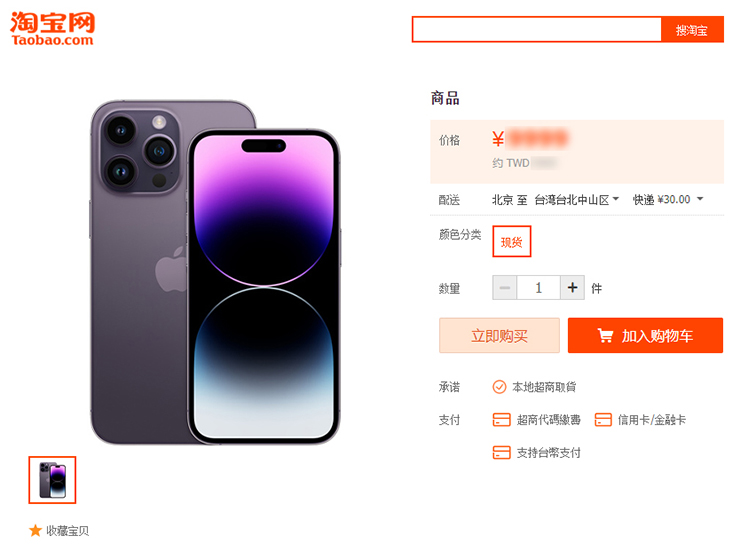 淘宝网
Taobao.com
搜淘宝
商品
价格
¥
约 TWD
配送
北京 至 台湾台北中山区
快递 ¥30.00
颜色分类
现货
数量
1
件
立即购买
加入购物车
承诺
本地超商取貨
支付
超商代碼繳費
信用卡/金融卡
支持台幣支付
收藏宝贝